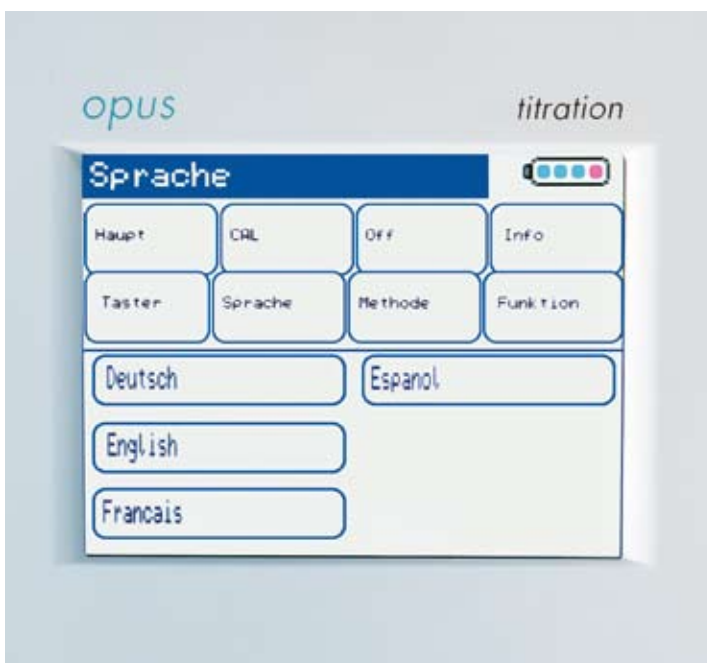 opus titration
Sprache
Haupt CAL Off Info
Taster Sprache Methode Funktion
Deutsch Espanol
English
Francais